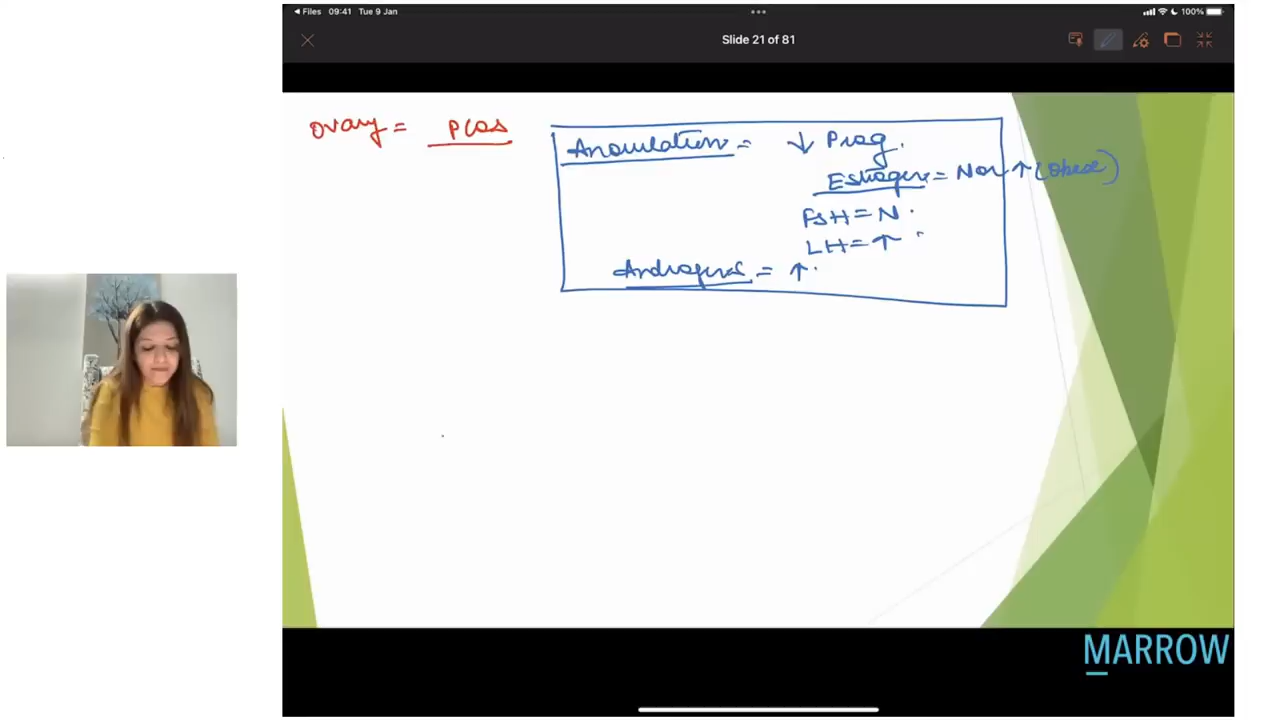 Files 09:41 Tue 9 Jan
100%
Slide 21 of 81
Ovary = PCOS
Anovulation = ↓ Prog.
Estrogen = N or ↑ (Obese)
FSH = N
LH = ↑
Androgens = ↑
MARROW